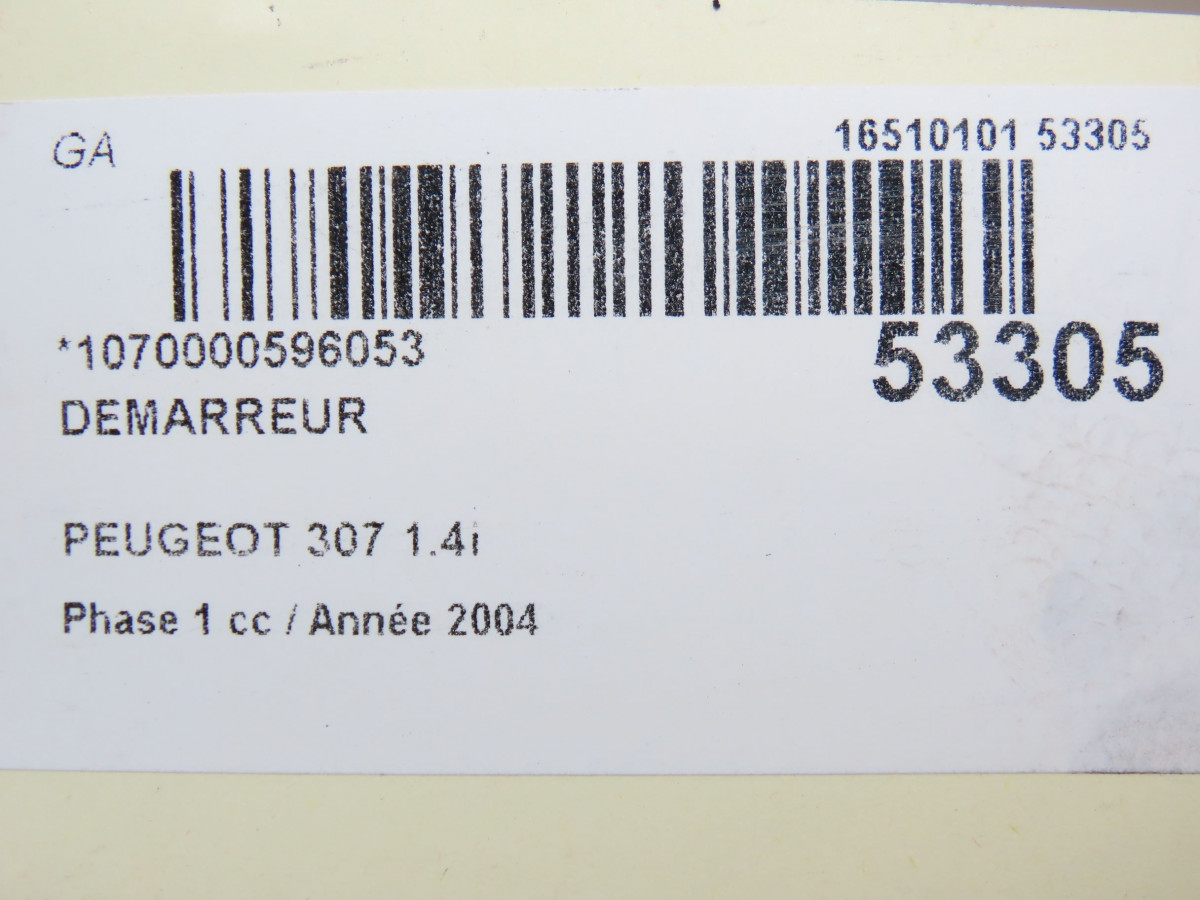 GA
16510101 53305
*1070000596053
53305
DEMARREUR
PEUGEOT 307 1.4i
Phase 1 cc / Année 2004